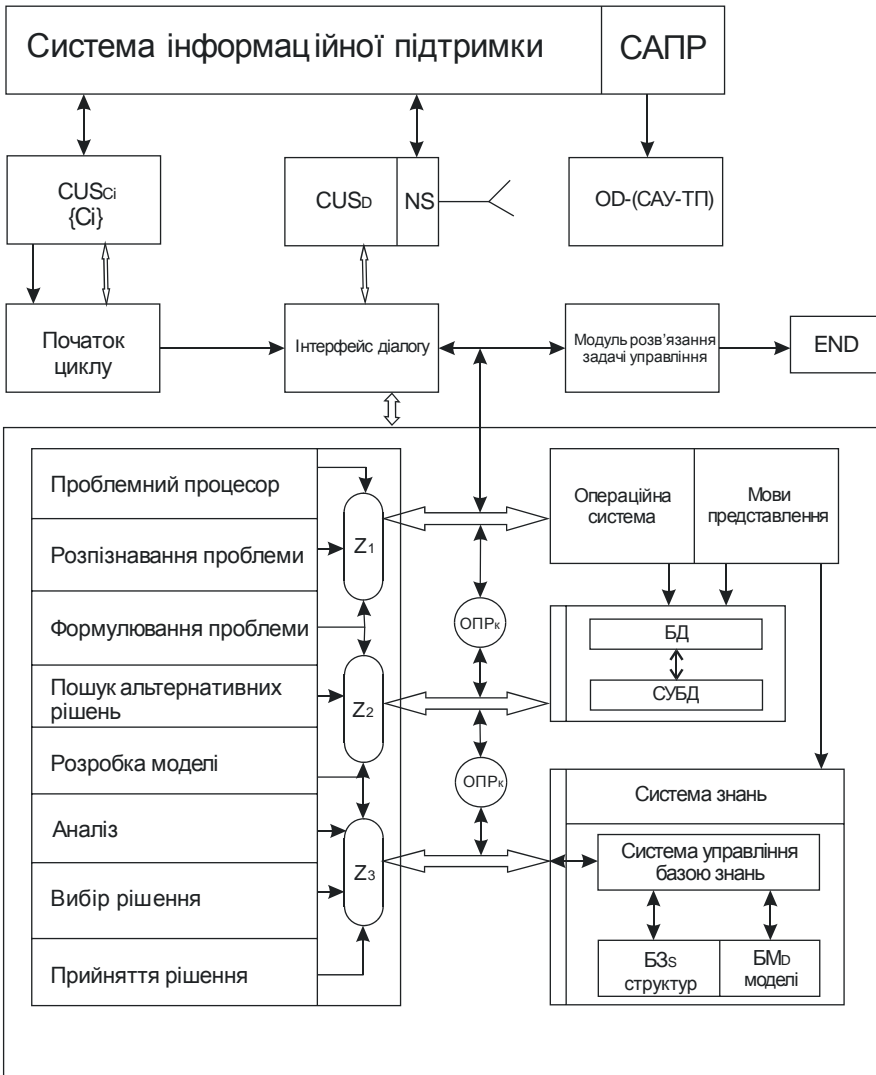 Система інформаційної підтримки
САПР
CUSCi
{Ci}
CUSD
NS
OD-(САУ-ТП)
Початок
циклу
Інтерфейс діалогу
Модуль розв’язання
задачі управління
END
Проблемний процесор
Розпізнавання проблеми
Формулювання проблеми
Пошук альтернативних
рішень
Розробка моделі
Аналіз
Вибір рішення
Прийняття рішення
Z1
Z2
Z3
ОПРк
ОПРк
Операційна
система
Мови
представлення
БД
СУБД
Система знань
Система управління
базою знань
БЗS
структур
БМD
моделі